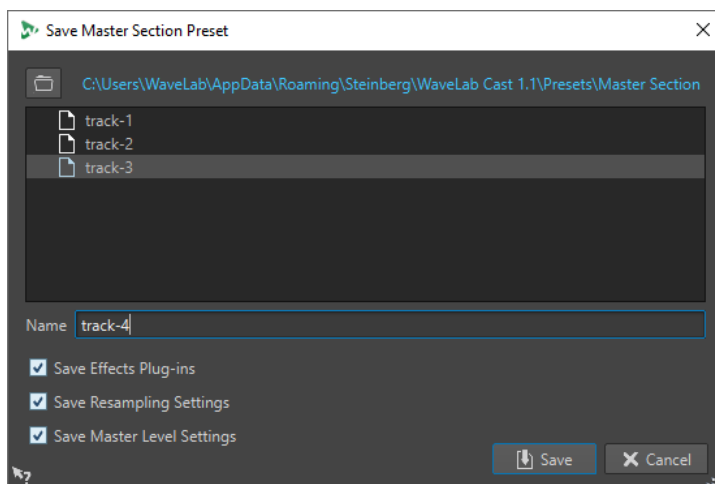 Save Master Section Preset
C:\Users\WaveLab\AppData\Roaming\Steinberg\WaveLab Cast 1.1\Presets\Master Section
track-1
track-2
track-3
Name track-4
Save Effects Plug-ins
Save Resampling Settings
Save Master Level Settings
Save Cancel